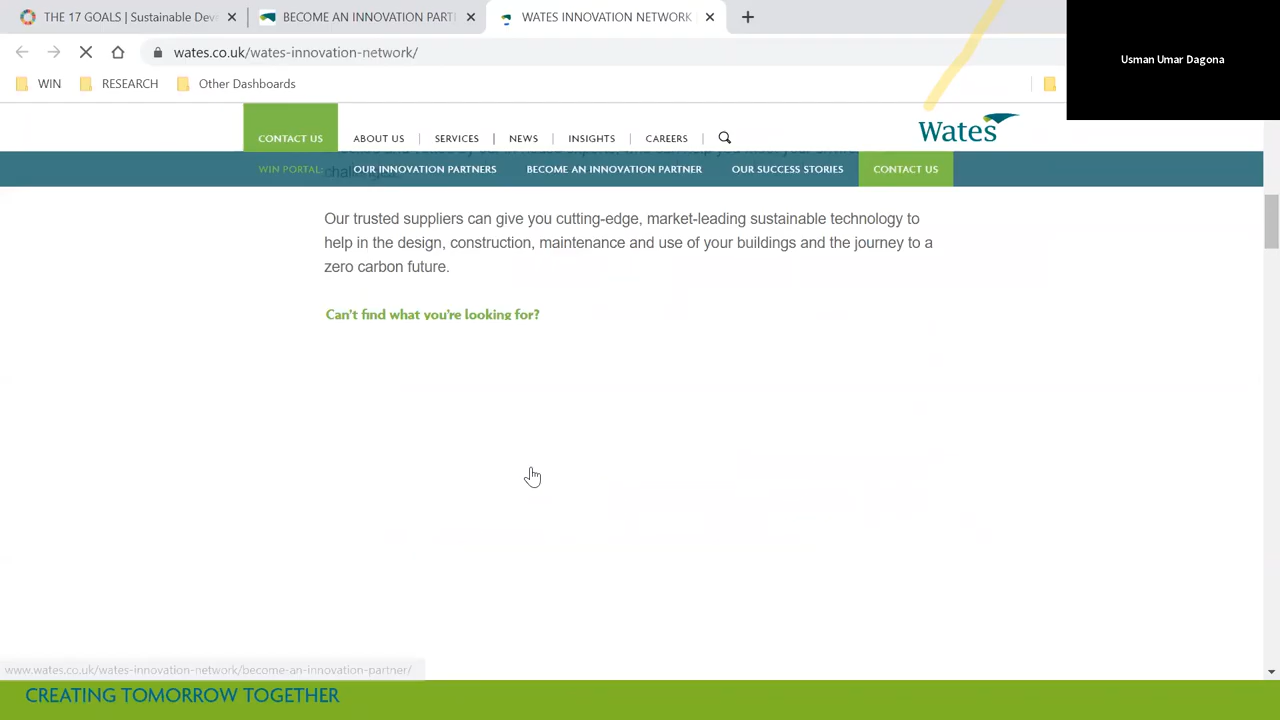 THE 17 GOALS | Sustainable Dev
BECOME AN INNOVATION PARTI
WATES INNOVATION NETWORK
wates.co.uk/wates-innovation-network/
Usman Umar Dagona
WIN
RESEARCH
Other Dashboards
CONTACT US
ABOUT US
SERVICES
NEWS
INSIGHTS
CAREERS
Wates
WIN PORTAL:
OUR INNOVATION PARTNERS
BECOME AN INNOVATION PARTNER
OUR SUCCESS STORIES
CONTACT US
challenges.
Our trusted suppliers can give you cutting-edge, market-leading sustainable technology to
help in the design, construction, maintenance and use of your buildings and the journey to a
zero carbon future.
Can't find what you're looking for?
www.wates.co.uk/wates-innovation-network/become-an-innovation-partner/
CREATING TOMORROW TOGETHER